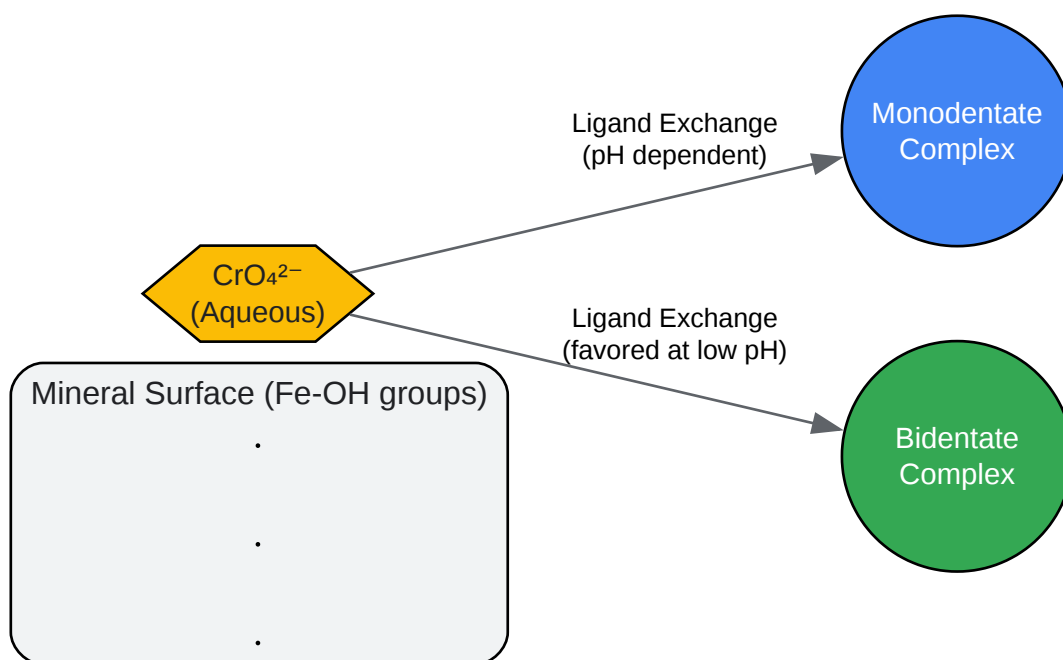 Ligand Exchange
(pH dependent)
Monodentate
Complex
CrO₄²⁻
(Aqueous)
Ligand Exchange
(favored at low pH)
Mineral Surface (Fe-OH groups)
Bidentate
Complex